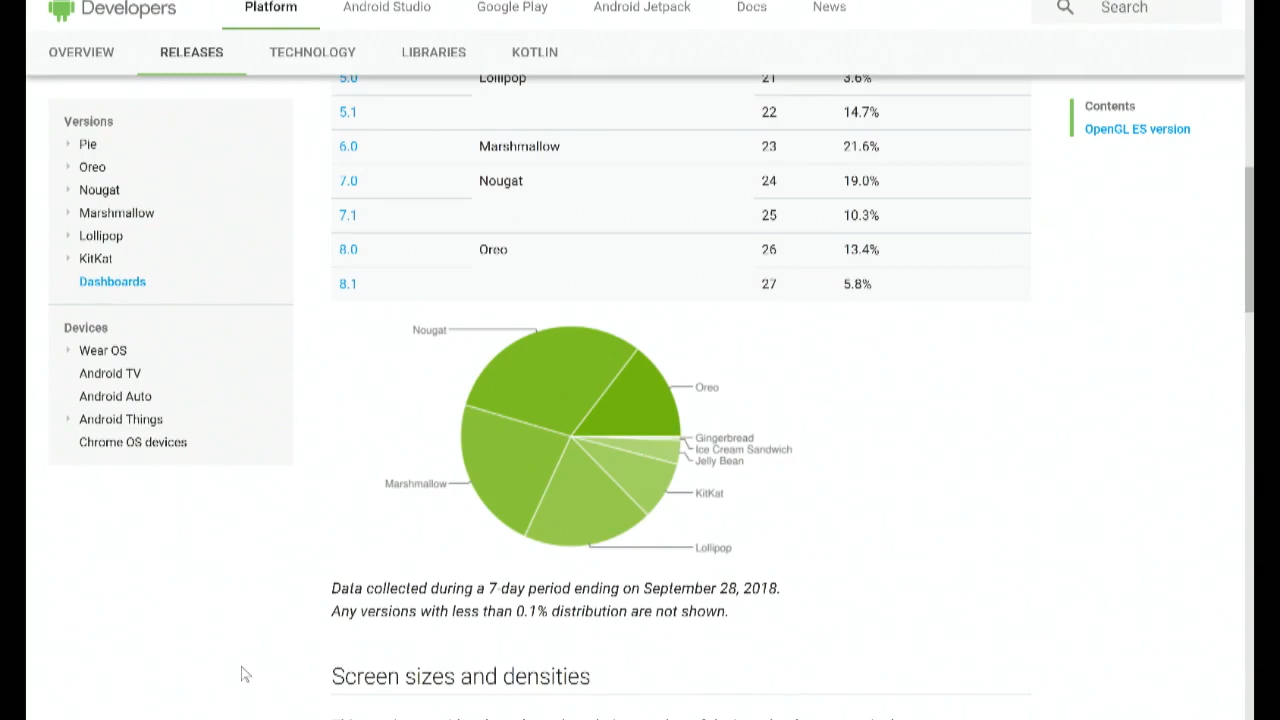 Developers
Platform
Android Studio
Google Play
Android Jetpack
Docs
News
Search
OVERVIEW
RELEASES
TECHNOLOGY
LIBRARIES
KOTLIN
Versions
Pie
Oreo
Nougat
Marshmallow
Lollipop
KitKat
Dashboards
Devices
Wear OS
Android TV
Android Auto
Android Things
Chrome OS devices
5.0 Lollipop 21 3.6%
5.1 22 14.7%
6.0 Marshmallow 23 21.6%
7.0 Nougat 24 19.0%
7.1 25 10.3%
8.0 Oreo 26 13.4%
8.1 27 5.8%
Nougat
Oreo
Gingerbread
Ice Cream Sandwich
Jelly Bean
Marshmallow
KitKat
Lollipop
Data collected during a 7-day period ending on September 28, 2018.
Any versions with less than 0.1% distribution are not shown.
Screen sizes and densities
Contents
OpenGL ES version